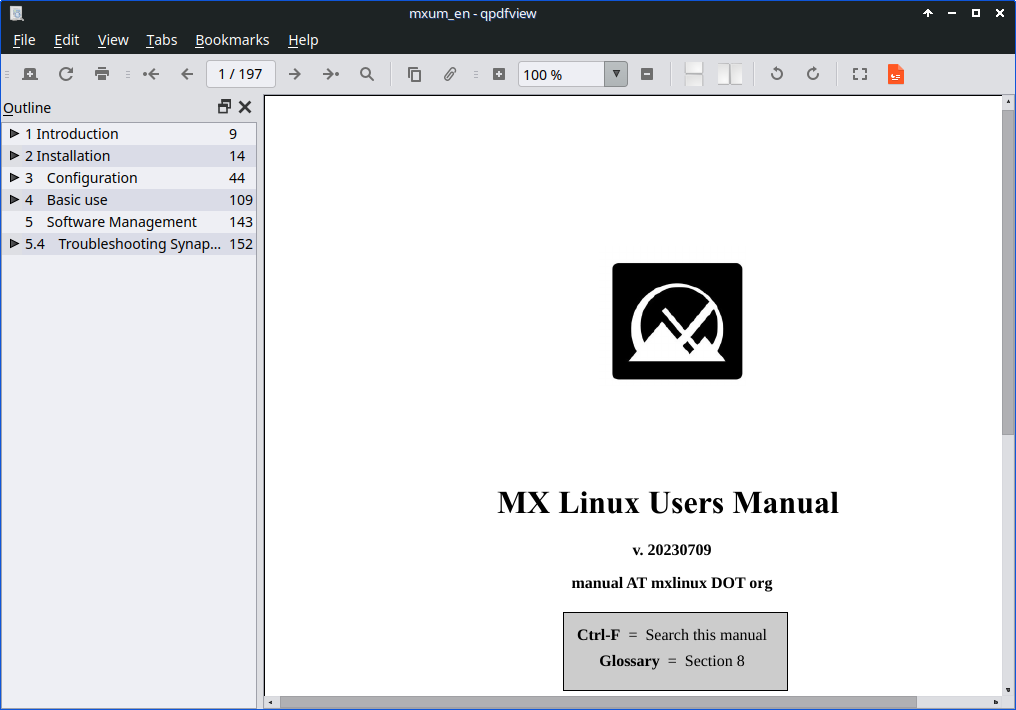 mxum_en - qpdfview
File Edit View Tabs Bookmarks Help
1 / 197 100 %
Outline
1 Introduction 9
2 Installation 14
3 Configuration 44
4 Basic use 109
5 Software Management 143
5.4 Troubleshooting Synap... 152
MX Linux Users Manual
v. 20230709
manual AT mxlinux DOT org
Ctrl-F = Search this manual
Glossary = Section 8